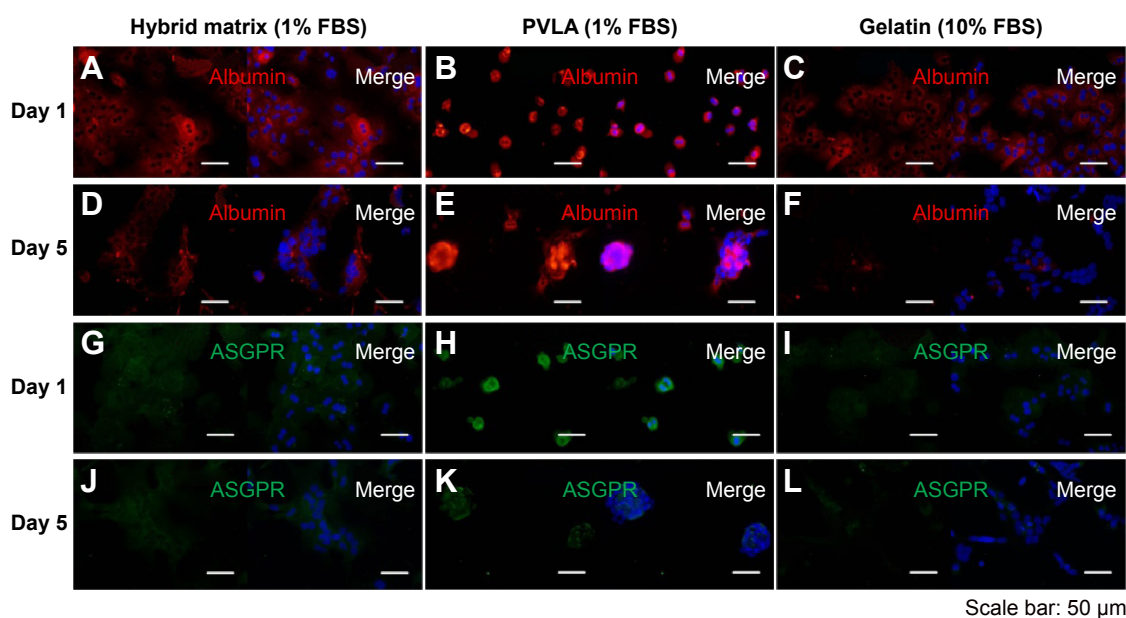 Hybrid matrix (1% FBS) PVLA (1% FBS) Gelatin (10% FBS)
Day 1
A Albumin Merge B Albumin Merge C Albumin Merge
Day 5
D Albumin Merge E Albumin Merge F Albumin Merge
Day 1
G ASGPR Merge H ASGPR Merge I ASGPR Merge
Day 5
J ASGPR Merge K ASGPR Merge L ASGPR Merge
Scale bar: 50 µm